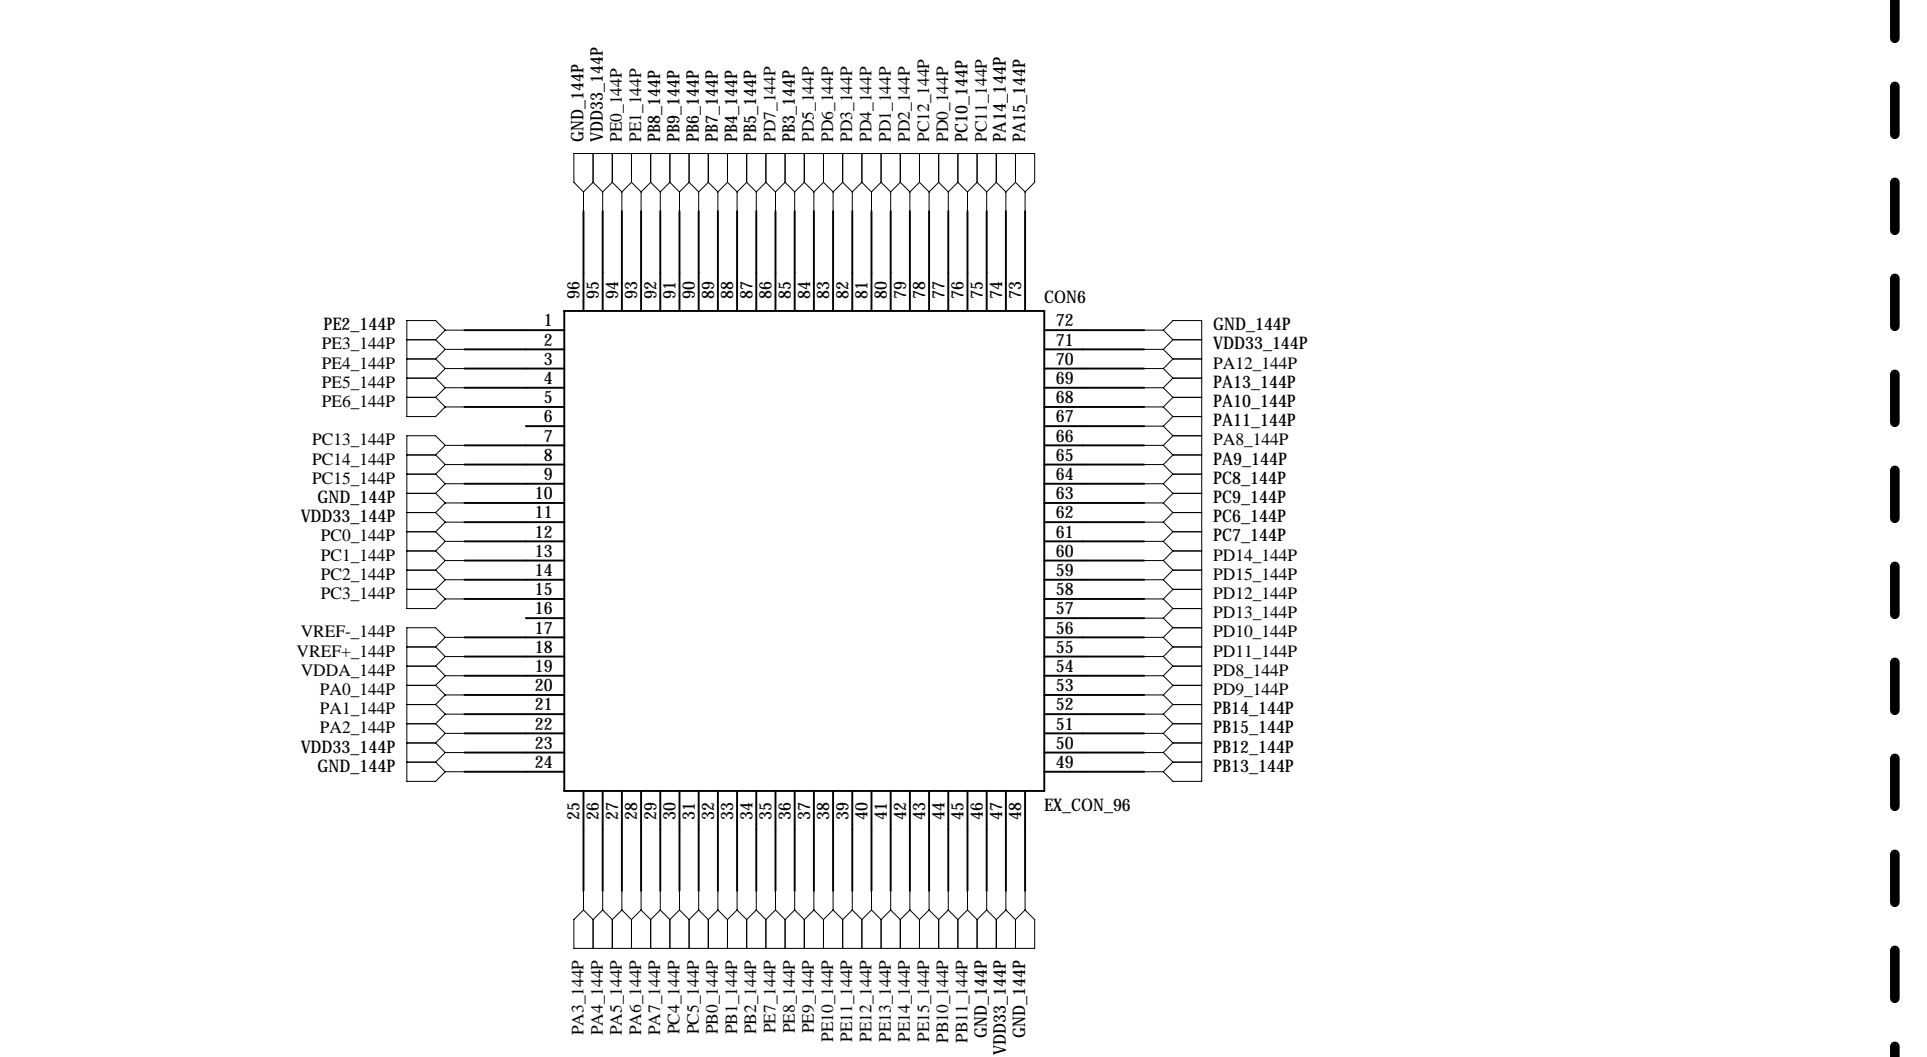 GND_144P
VDD33_144P
PE0_144P
PE1_144P
PB8_144P
PB9_144P
PB6_144P
PB7_144P
PB4_144P
PB5_144P
PD7_144P
PB3_144P
PD5_144P
PD6_144P
PD3_144P
PD4_144P
PD1_144P
PD2_144P
PC12_144P
PD0_144P
PC10_144P
PC11_144P
PA14_144P
PA15_144P
96
95
94
93
92
91
90
89
88
87
86
85
84
83
82
81
80
79
78
77
76
75
74
73
CON6
PE2_144P 1 72 GND_144P
PE3_144P 2 71 VDD33_144P
PE4_144P 3 70 PA12_144P
PE5_144P 4 69 PA13_144P
PE6_144P 5 68 PA10_144P
6 67 PA11_144P
PC13_144P 7 66 PA8_144P
PC14_144P 8 65 PA9_144P
PC15_144P 9 64 PC8_144P
GND_144P 10 63 PC9_144P
VDD33_144P 11 62 PC6_144P
PC0_144P 12 61 PC7_144P
PC1_144P 13 60 PD14_144P
PC2_144P 14 59 PD15_144P
PC3_144P 15 58 PD12_144P
16 57 PD13_144P
VREF-_144P 17 56 PD10_144P
VREF+_144P 18 55 PD11_144P
VDDA_144P 19 54 PD8_144P
PA0_144P 20 53 PD9_144P
PA1_144P 21 52 PB14_144P
PA2_144P 22 51 PB15_144P
VDD33_144P 23 50 PB12_144P
GND_144P 24 49 PB13_144P
EX_CON_96
25
26
27
28
29
30
31
32
33
34
35
36
37
38
39
40
41
42
43
44
45
46
47
48
PA3_144P
PA4_144P
PA5_144P
PA6_144P
PA7_144P
PC4_144P
PC5_144P
PB0_144P
PB1_144P
PB2_144P
PE7_144P
PE8_144P
PE9_144P
PE10_144P
PE11_144P
PE12_144P
PE13_144P
PE14_144P
PE15_144P
PB10_144P
PB11_144P
GND_144P
VDD33_144P
GND_144P